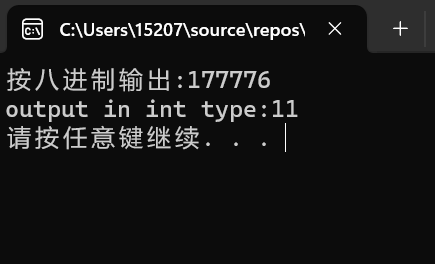 C:\Users\15207\source\repos\
按八进制输出:177776
output in int type:11
请按任意键继续. . .